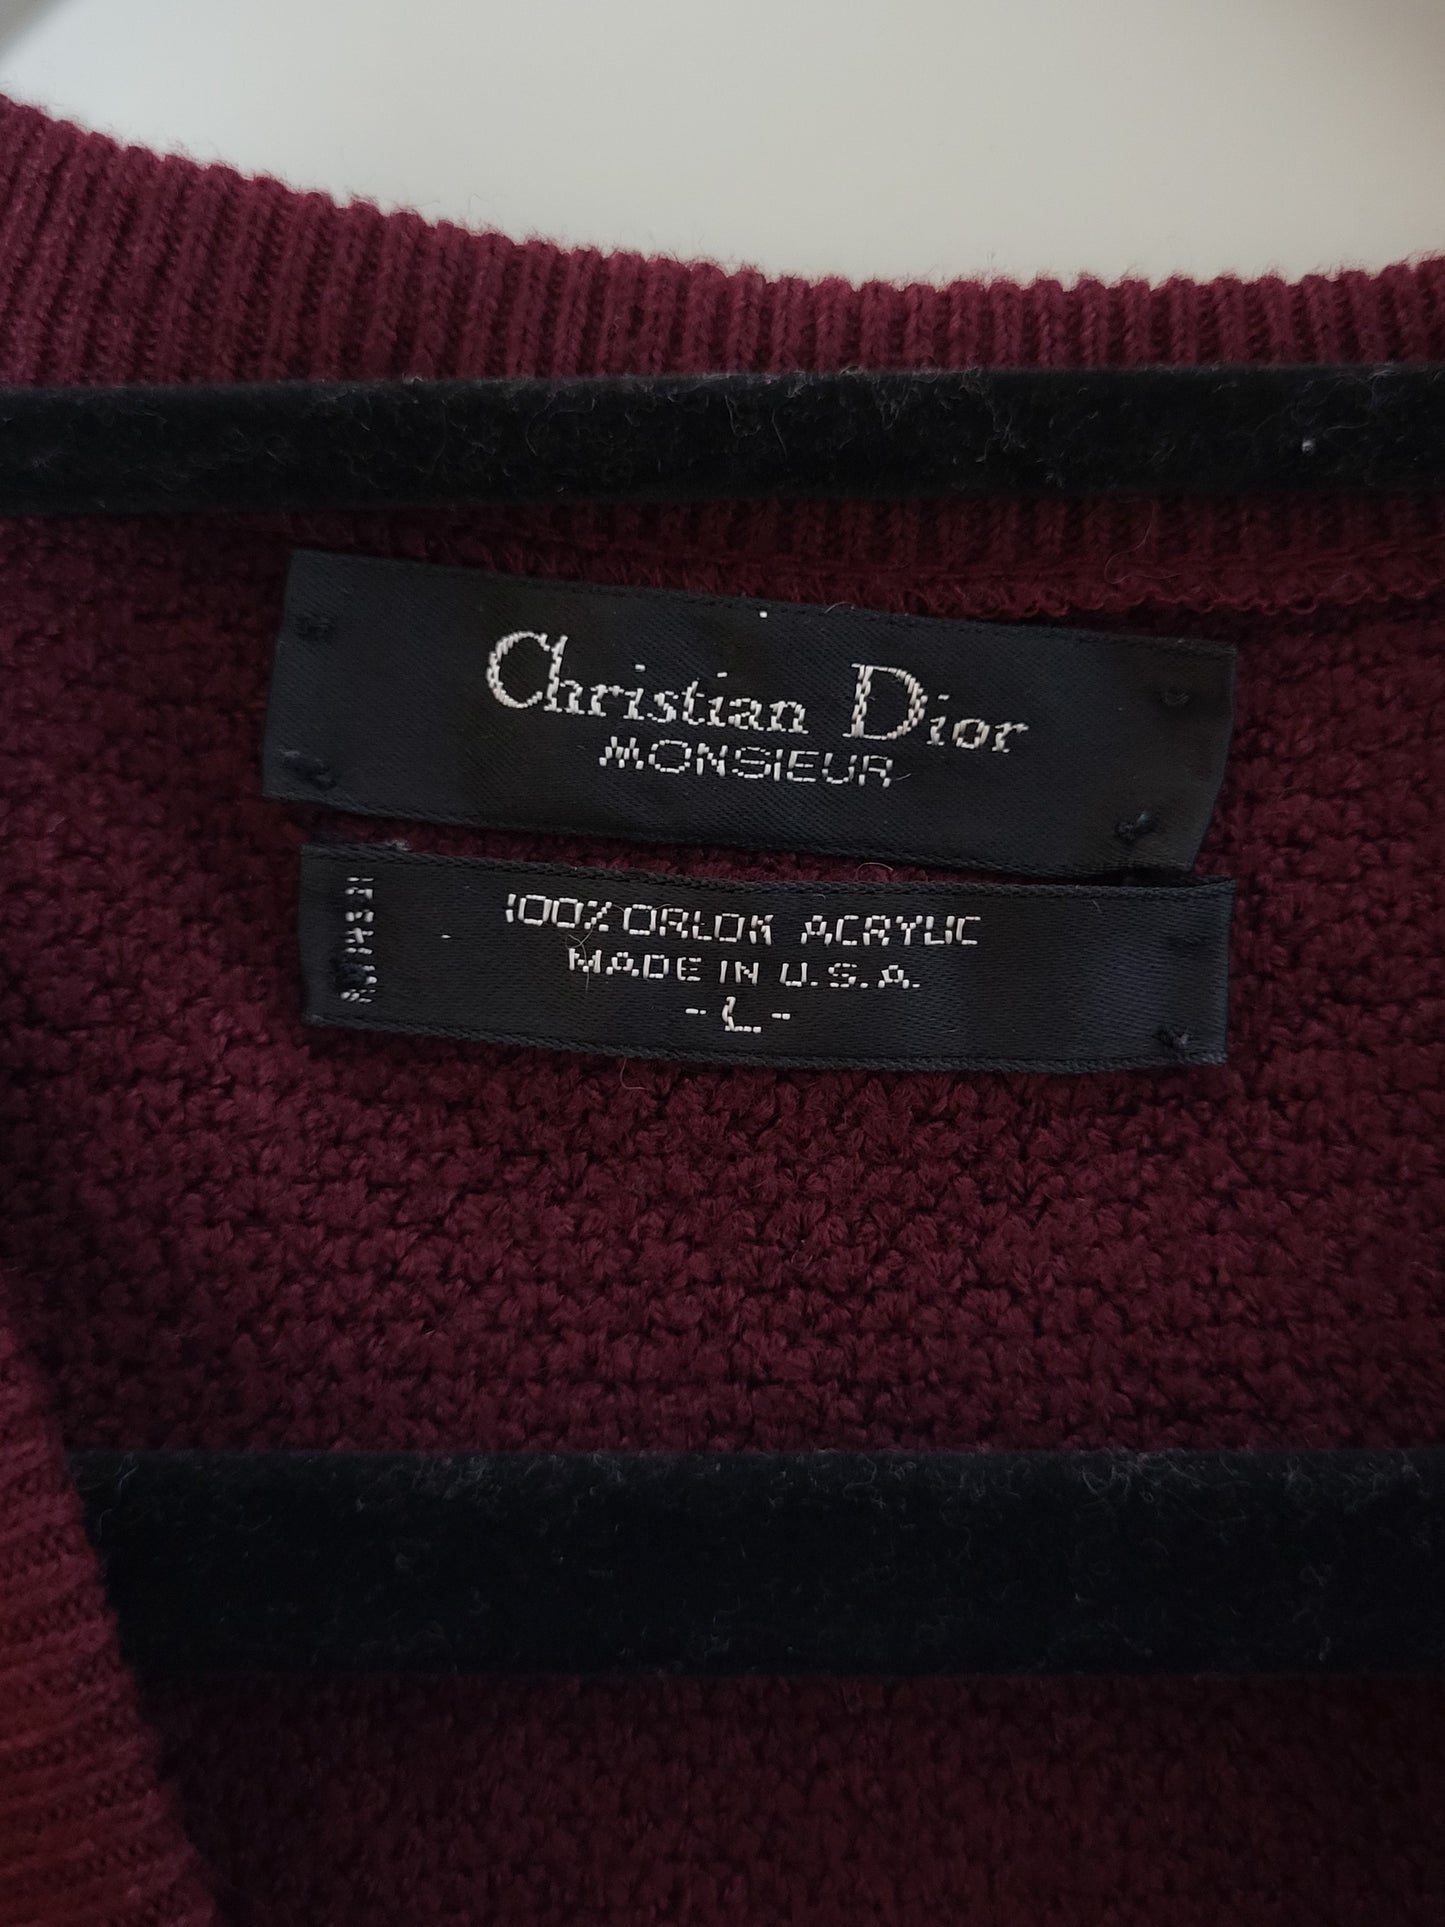 Christian Dior
MONSIEUR
100% ORLON ACRYLIC
MADE IN U.S.A.
- L -